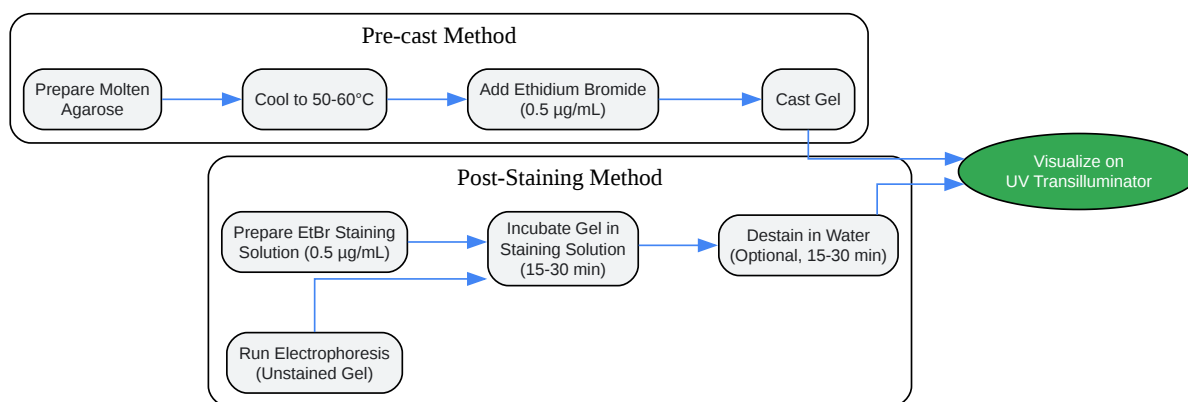 Pre-cast Method
Prepare Molten
Agarose
Cool to 50-60°C
Add Ethidium Bromide
(0.5 µg/mL)
Cast Gel
Visualize on
UV Transilluminator
Post-Staining Method
Prepare EtBr Staining
Solution (0.5 µg/mL)
Incubate Gel in
Staining Solution
(15-30 min)
Destain in Water
(Optional, 15-30 min)
Run Electrophoresis
(Unstained Gel)